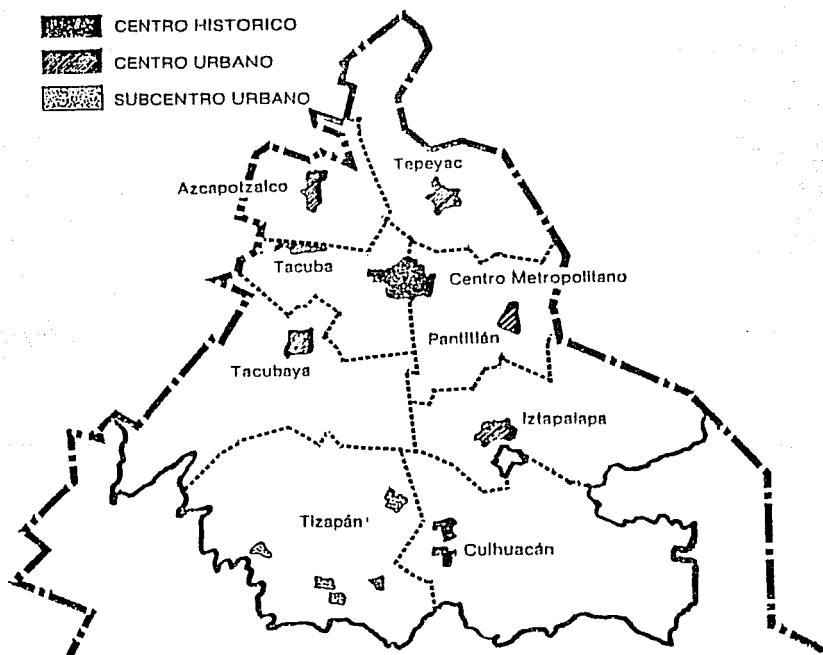 CENTRO HISTORICO
CENTRO URBANO
SUBCENTRO URBANO
Tepeyac
Azcapotzalco
Tacuba
Centro Metropolitano
Pantitlán
Tacubaya
Iztapalapa
Tizapán
Culhuacán